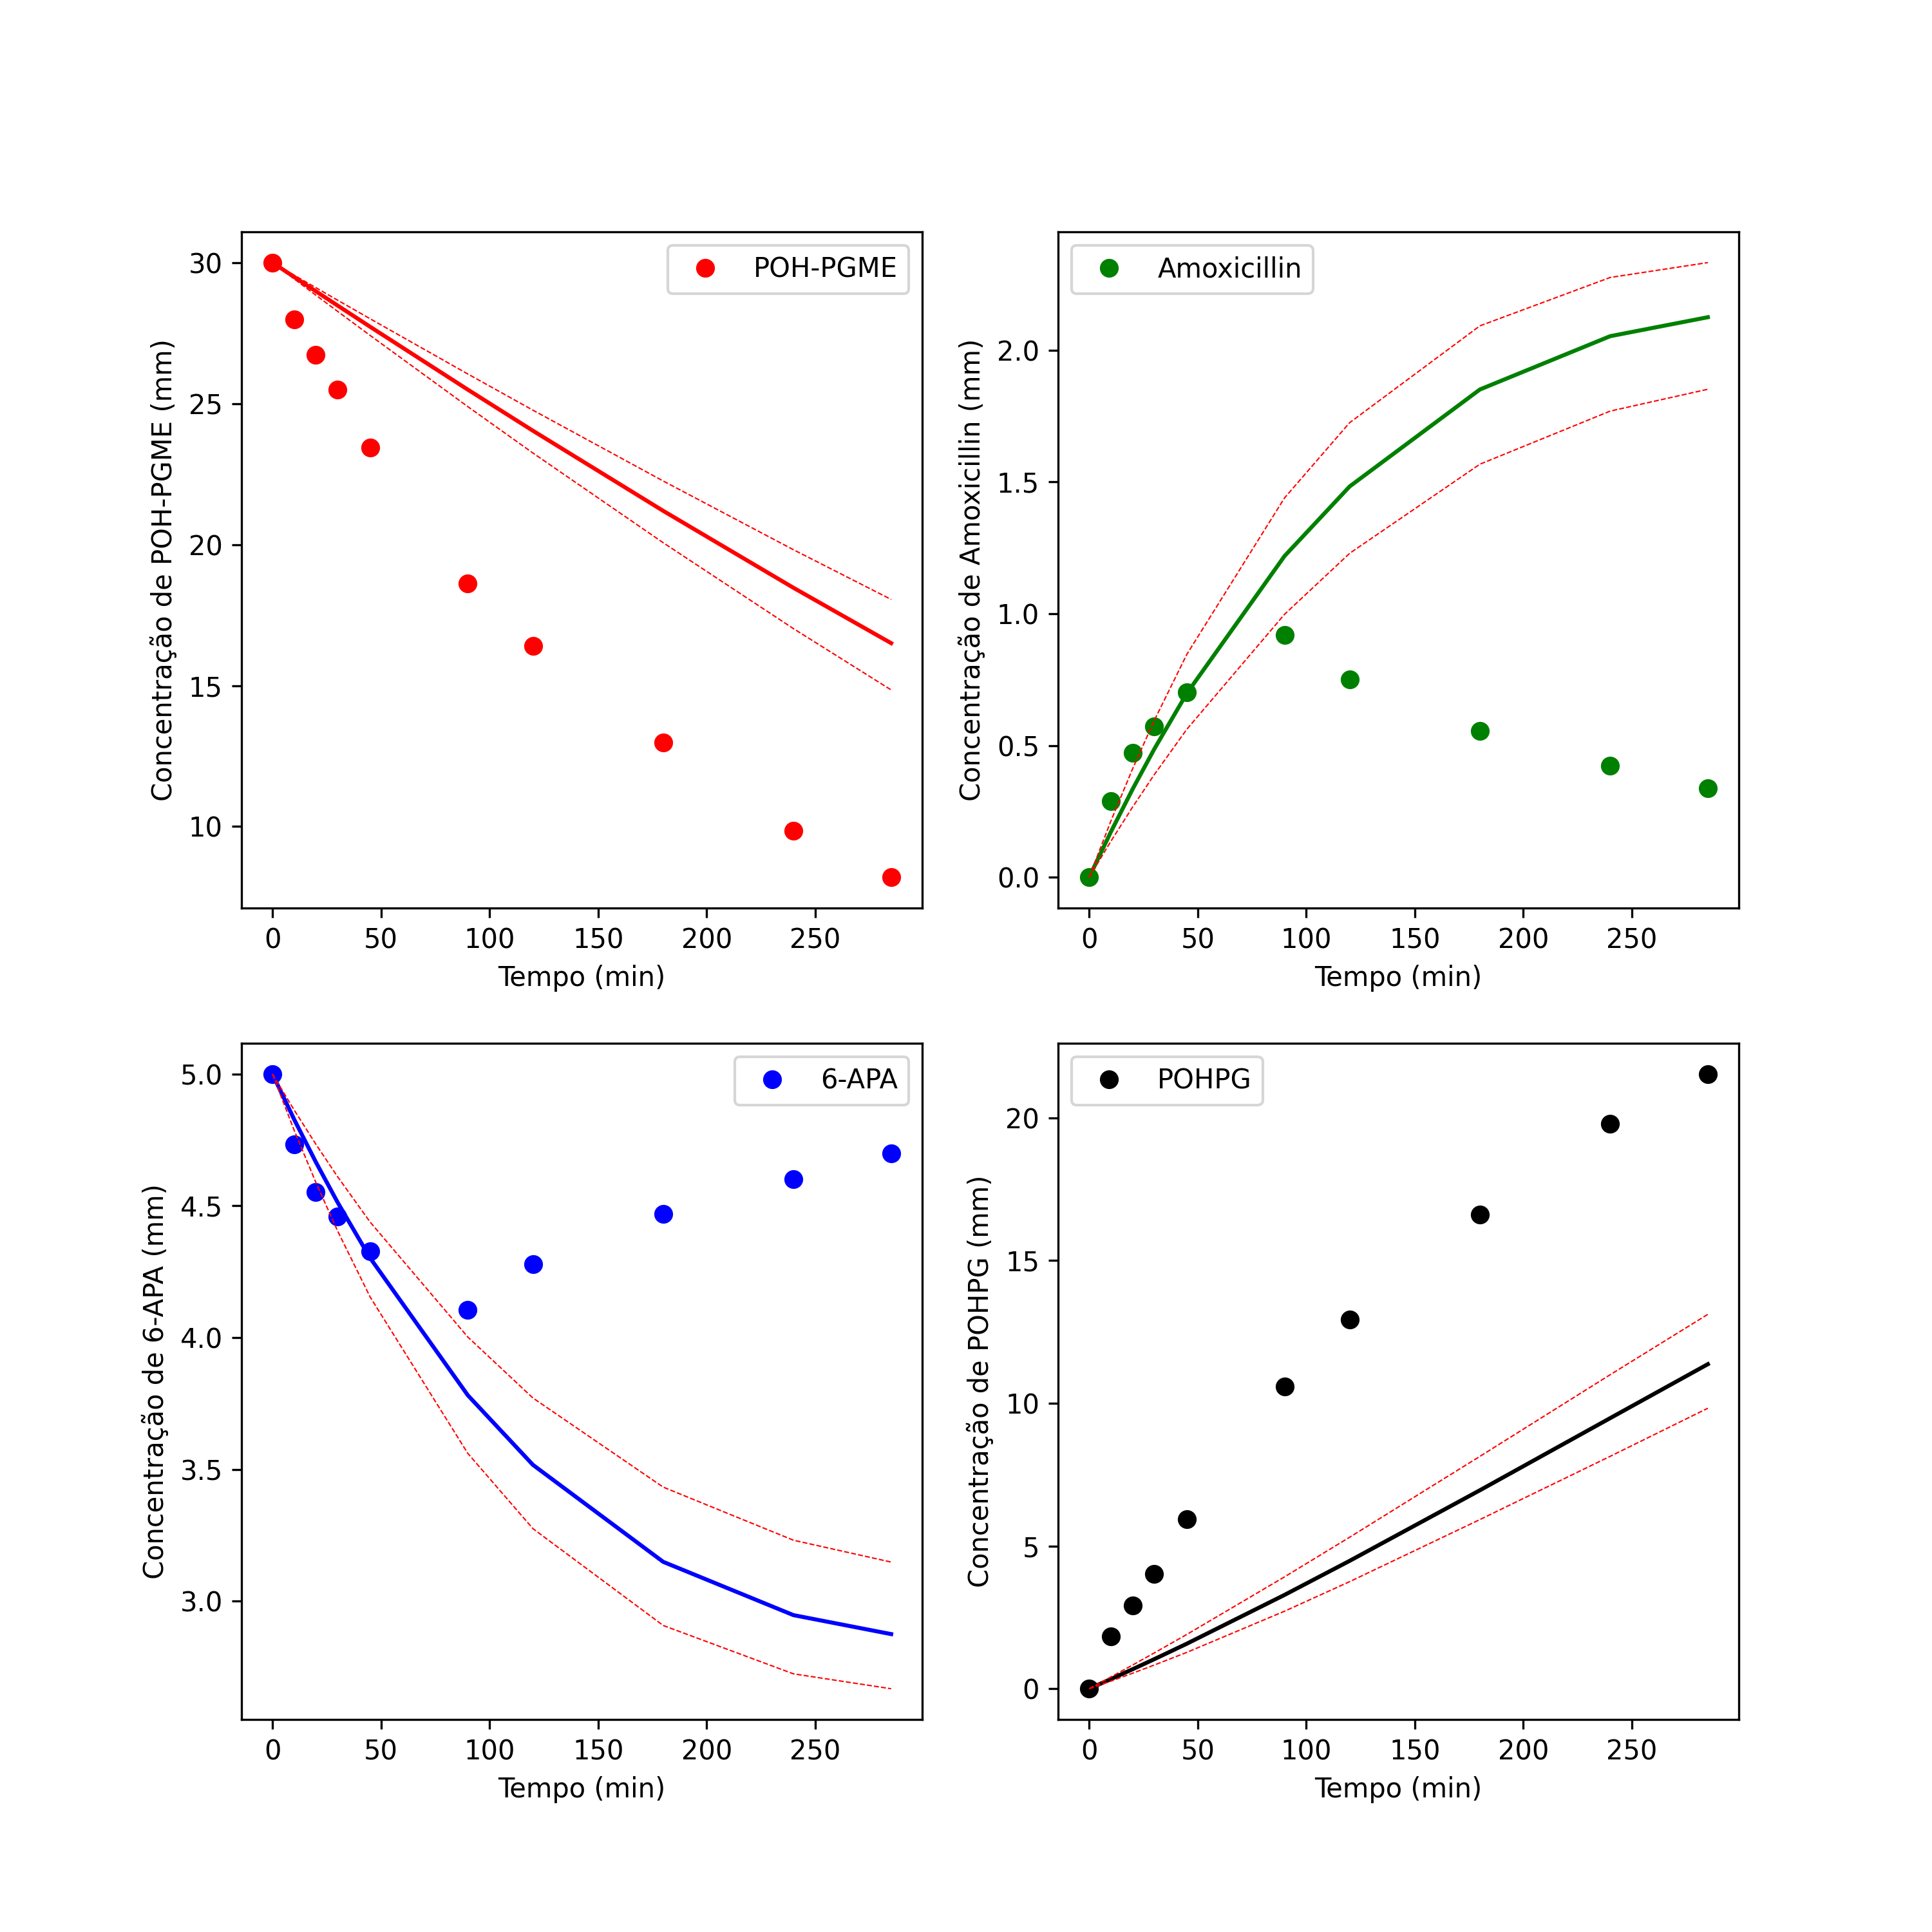 POH-PGME
Concentração de POH-PGME (mm)
30
25
20
15
10
0 50 100 150 200 250
Tempo (min)
Amoxicillin
Concentração de Amoxicillin (mm)
2.0
1.5
1.0
0.5
0.0
0 50 100 150 200 250
Tempo (min)
6-APA
Concentração de 6-APA (mm)
5.0
4.5
4.0
3.5
3.0
0 50 100 150 200 250
Tempo (min)
POHPG
Concentração de POHPG (mm)
20
15
10
5
0
0 50 100 150 200 250
Tempo (min)